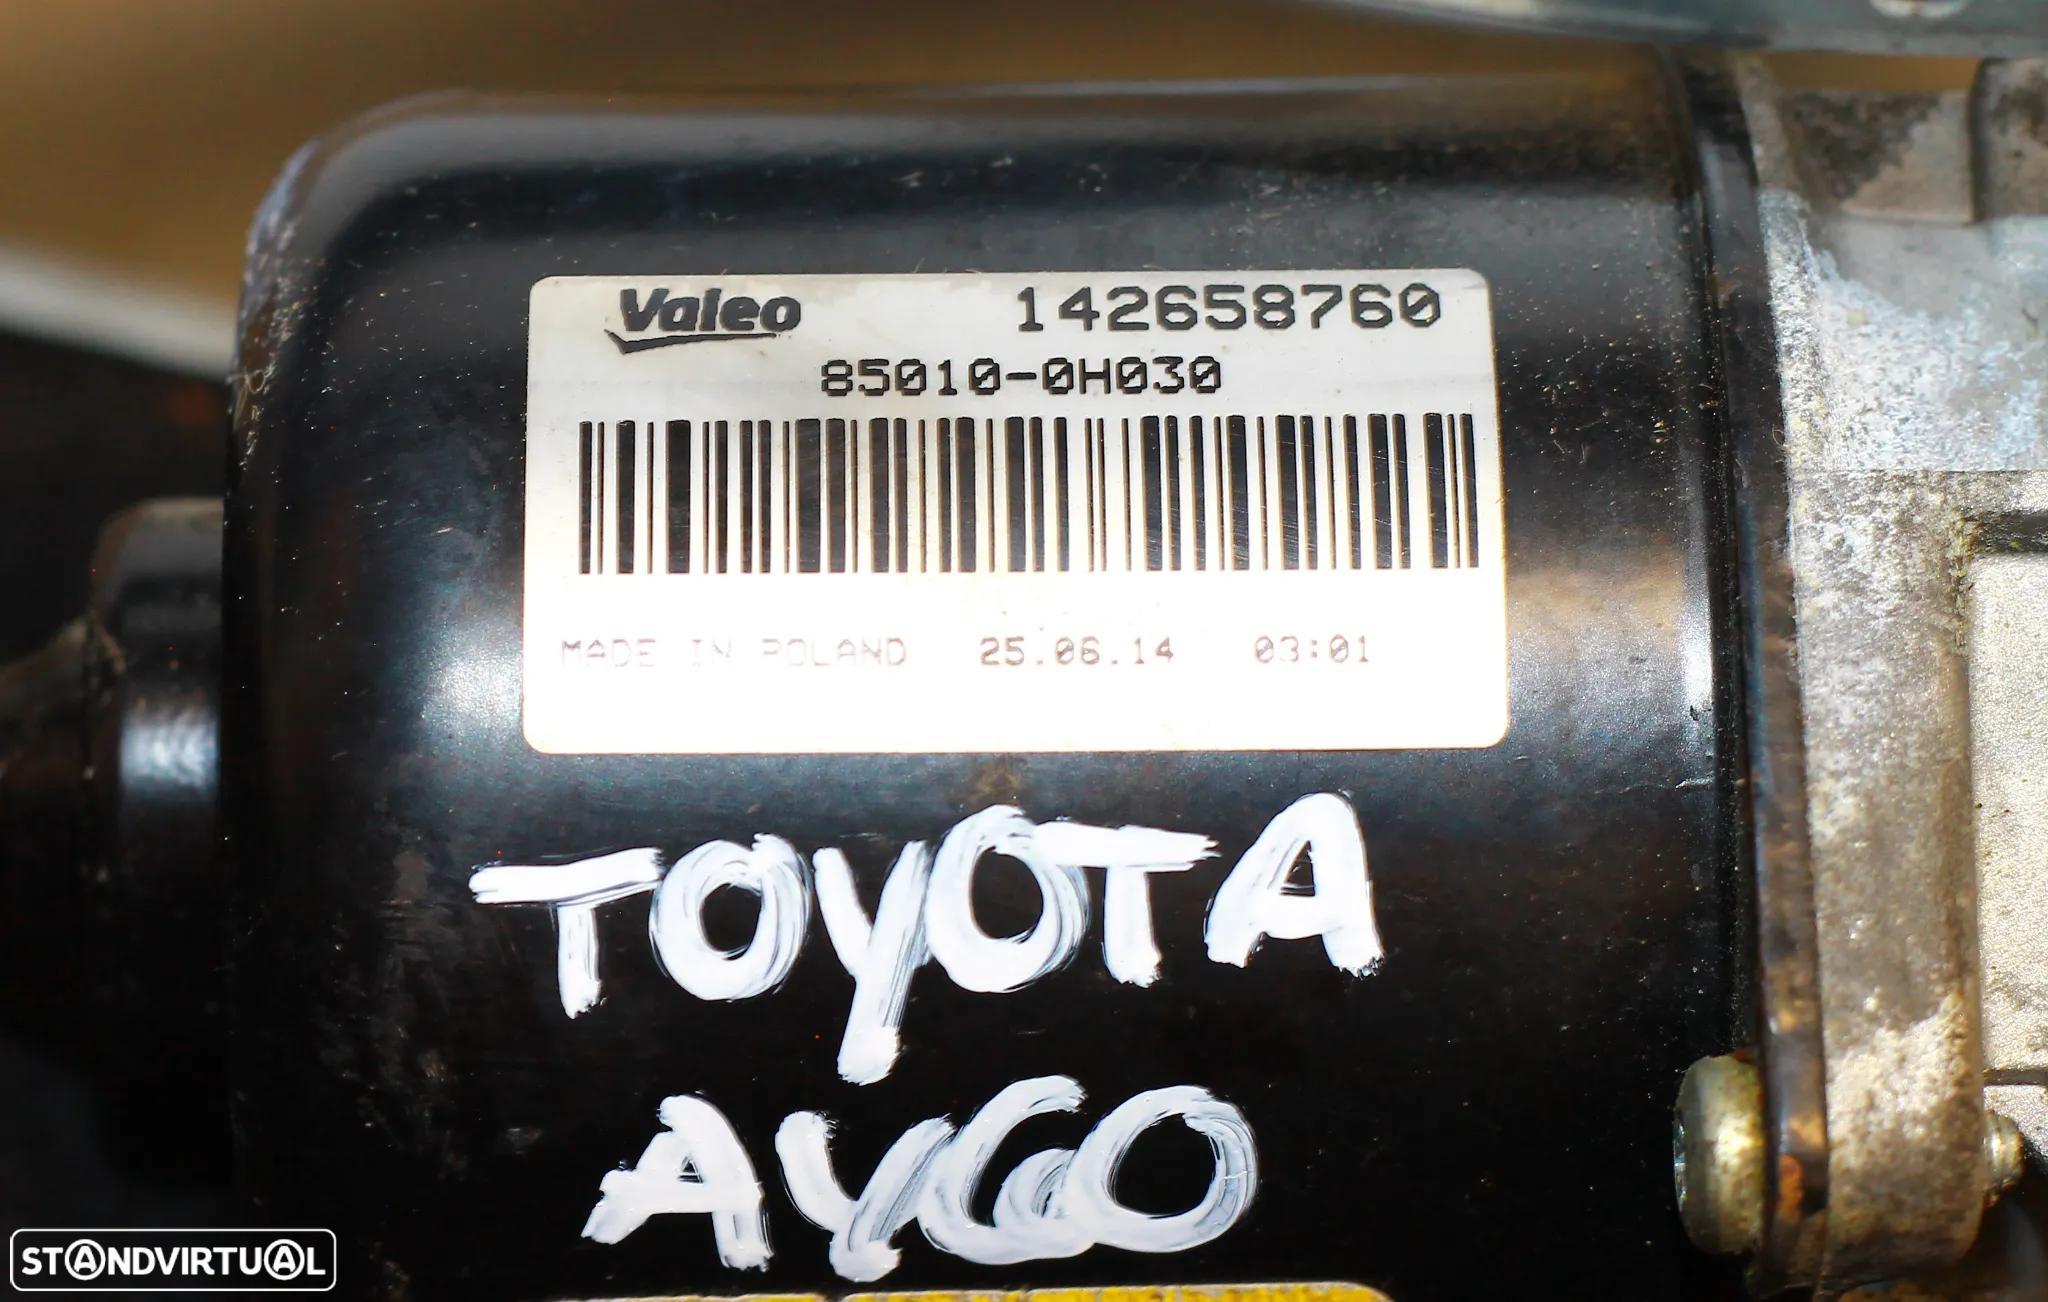 Valeo 142658760
85010-0H030
MADE IN POLAND 25.06.14 03:01
TOYOTA
AYGO
STANDVIRTUAL